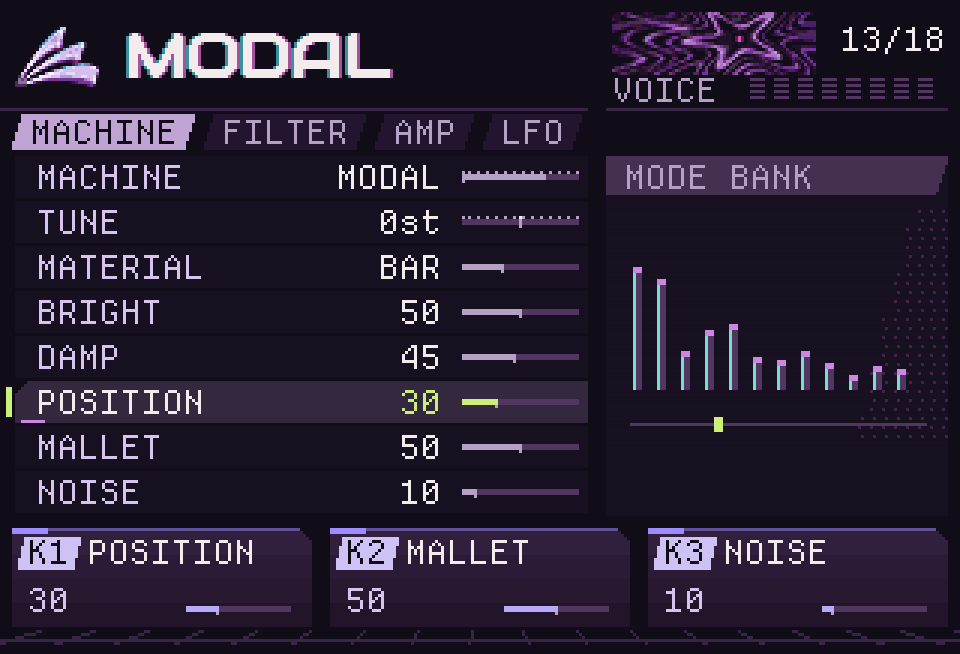 MODAL
13/18
VOICE
MACHINE FILTER AMP LFO
MACHINE MODAL
TUNE 0st
MATERIAL BAR
BRIGHT 50
DAMP 45
POSITION 30
MALLET 50
NOISE 10
MODE BANK
K1 POSITION
30
K2 MALLET
50
K3 NOISE
10